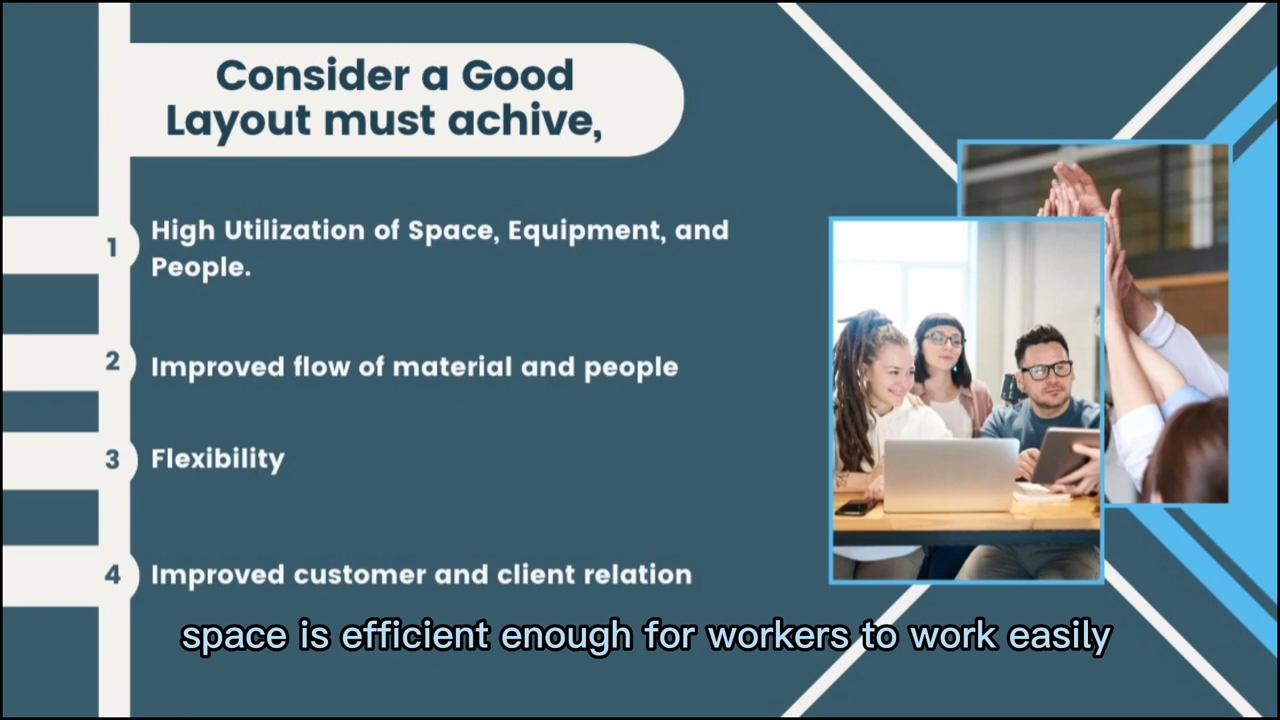 Consider a Good
Layout must achive,
1
High Utilization of Space, Equipment, and
People.
2
Improved flow of material and people
3
Flexibility
4
Improved customer and client relation
space is efficient enough for workers to work easily